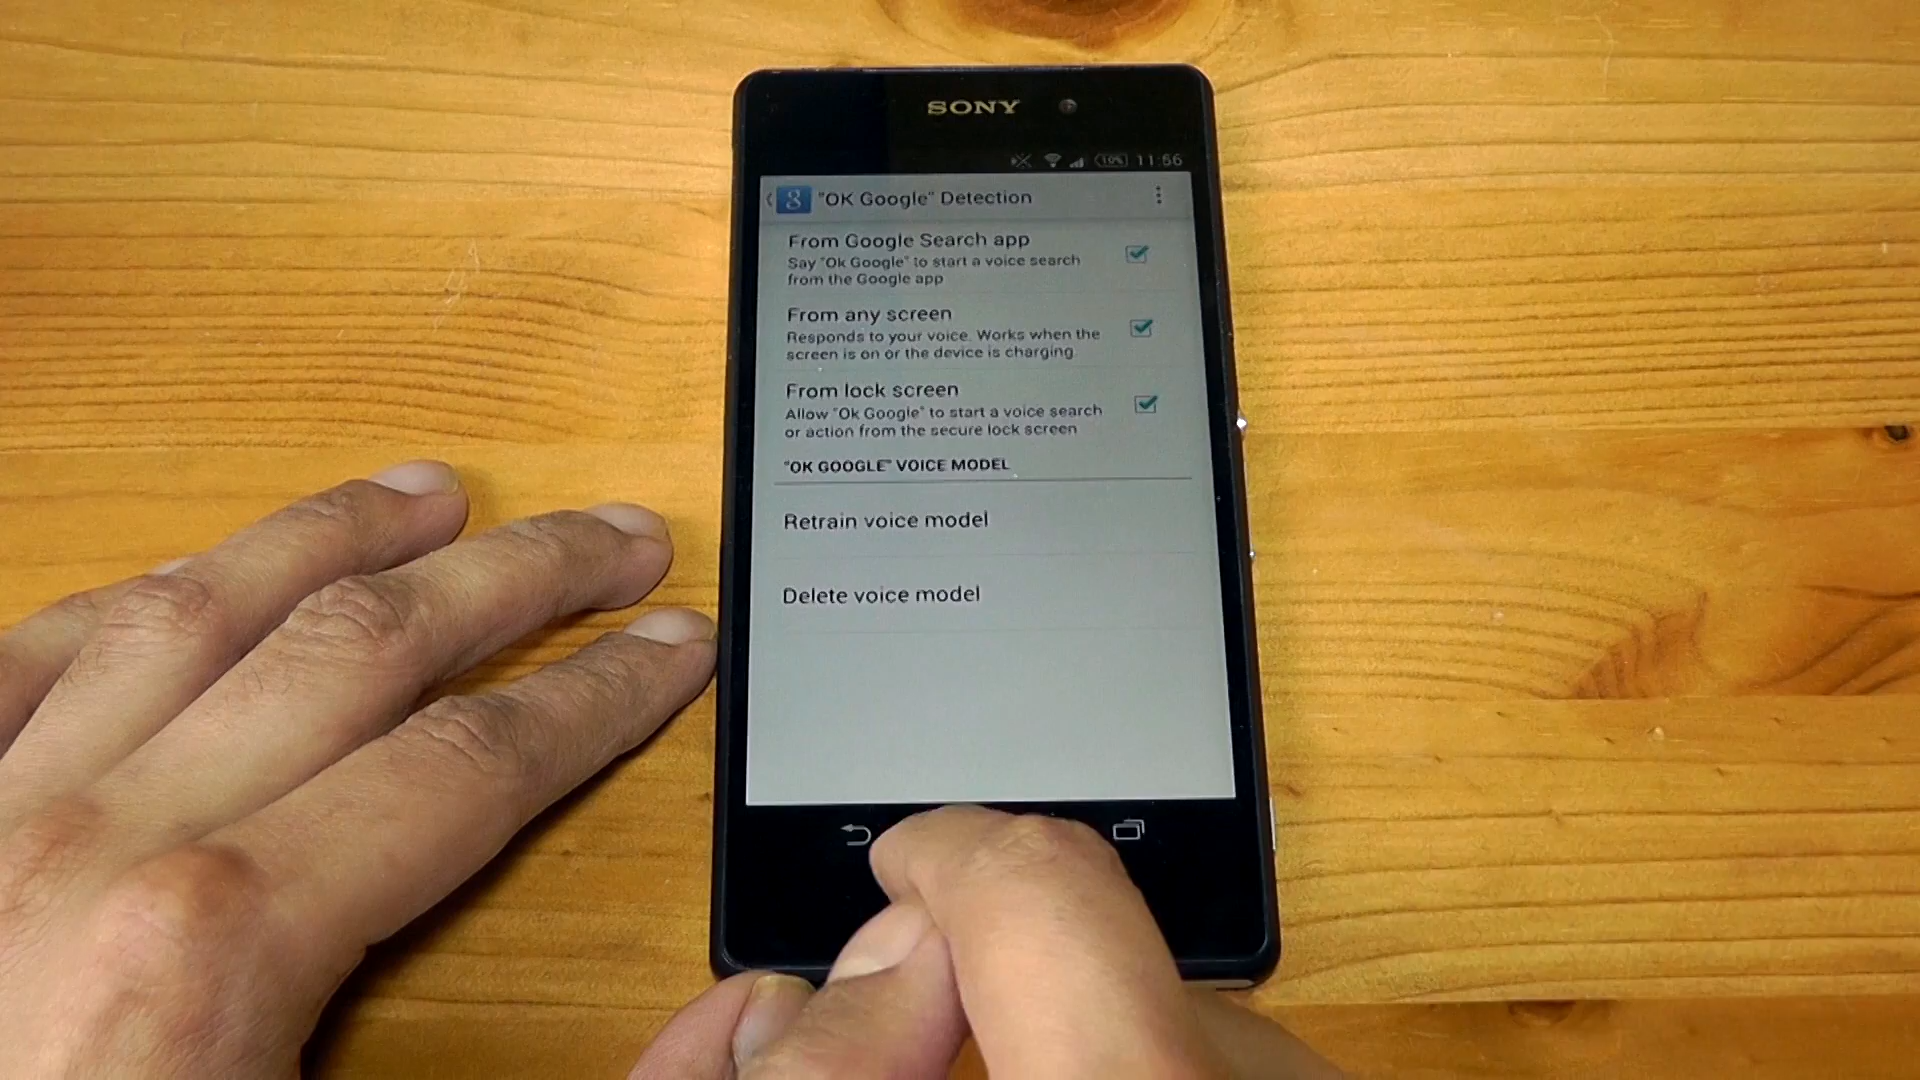 SONY
10% 11:56
8 "OK Google" Detection
From Google Search app
Say "Ok Google" to start a voice search
from the Google app
From any screen
Responds to your voice. Works when the
screen is on or the device is charging.
From lock screen
Allow "Ok Google" to start a voice search
or action from the secure lock screen
"OK GOOGLE" VOICE MODEL
Retrain voice model
Delete voice model